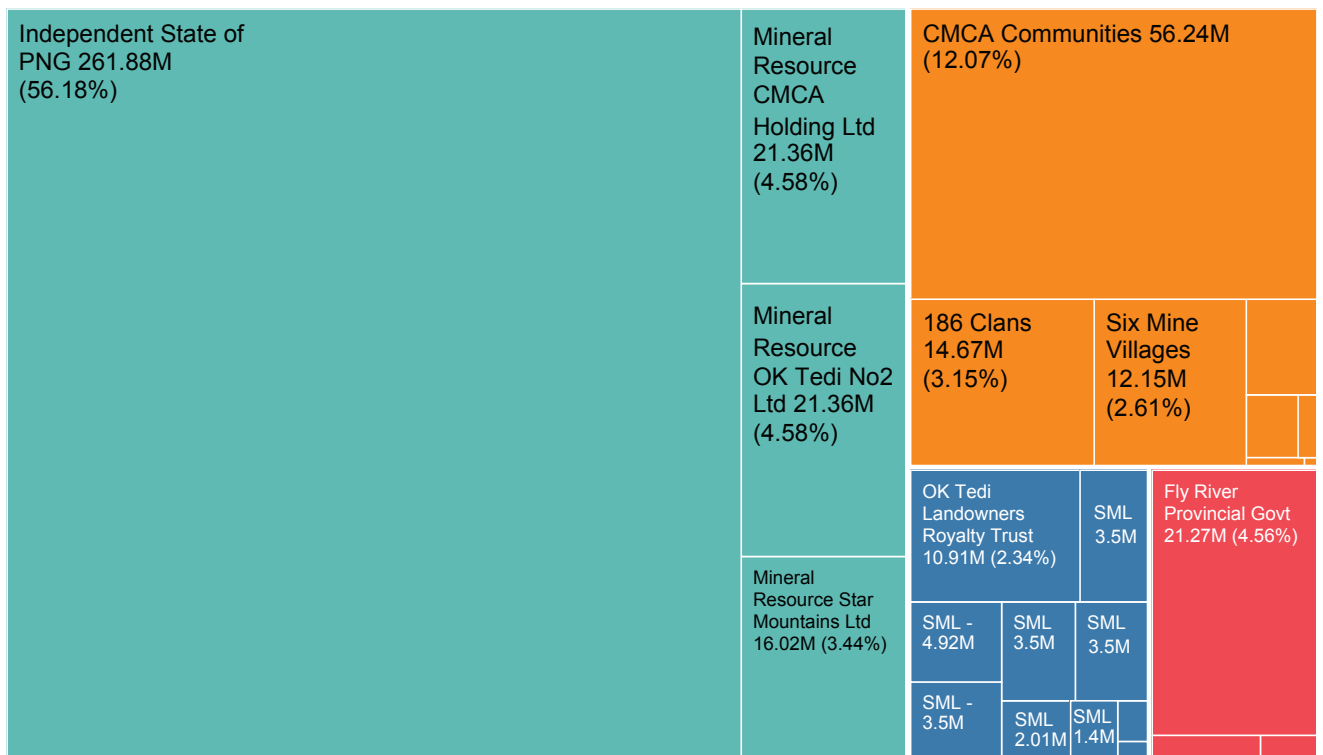 Independent State of
PNG 261.88M
(56.18%)
Mineral
Resource
CMCA
Holding Ltd
21.36M
(4.58%)
Mineral
Resource
OK Tedi No2
Ltd 21.36M
(4.58%)
Mineral
Resource Star
Mountains Ltd
16.02M (3.44%)
CMCA Communities 56.24M
(12.07%)
186 Clans
14.67M
(3.15%)
Six Mine
Villages
12.15M
(2.61%)
OK Tedi
Landowners
Royalty Trust
10.91M (2.34%)
SML
3.5M
SML -
4.92M
SML
3.5M
SML
3.5M
SML -
3.5M
SML
2.01M
SML
1.4M
Fly River
Provincial Govt
21.27M (4.56%)